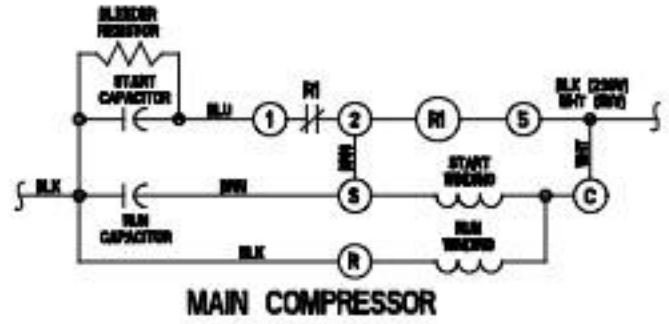 BLEEDER
RESISTOR
START
CAPACITOR
BLU
1
R1
2
R1
5
BLK (230V)
WHT
BRN
WHT
START
WINDING
BLK
BRN
S
C
RUN
CAPACITOR
RUN
WINDING
BLK
R
MAIN COMPRESSOR